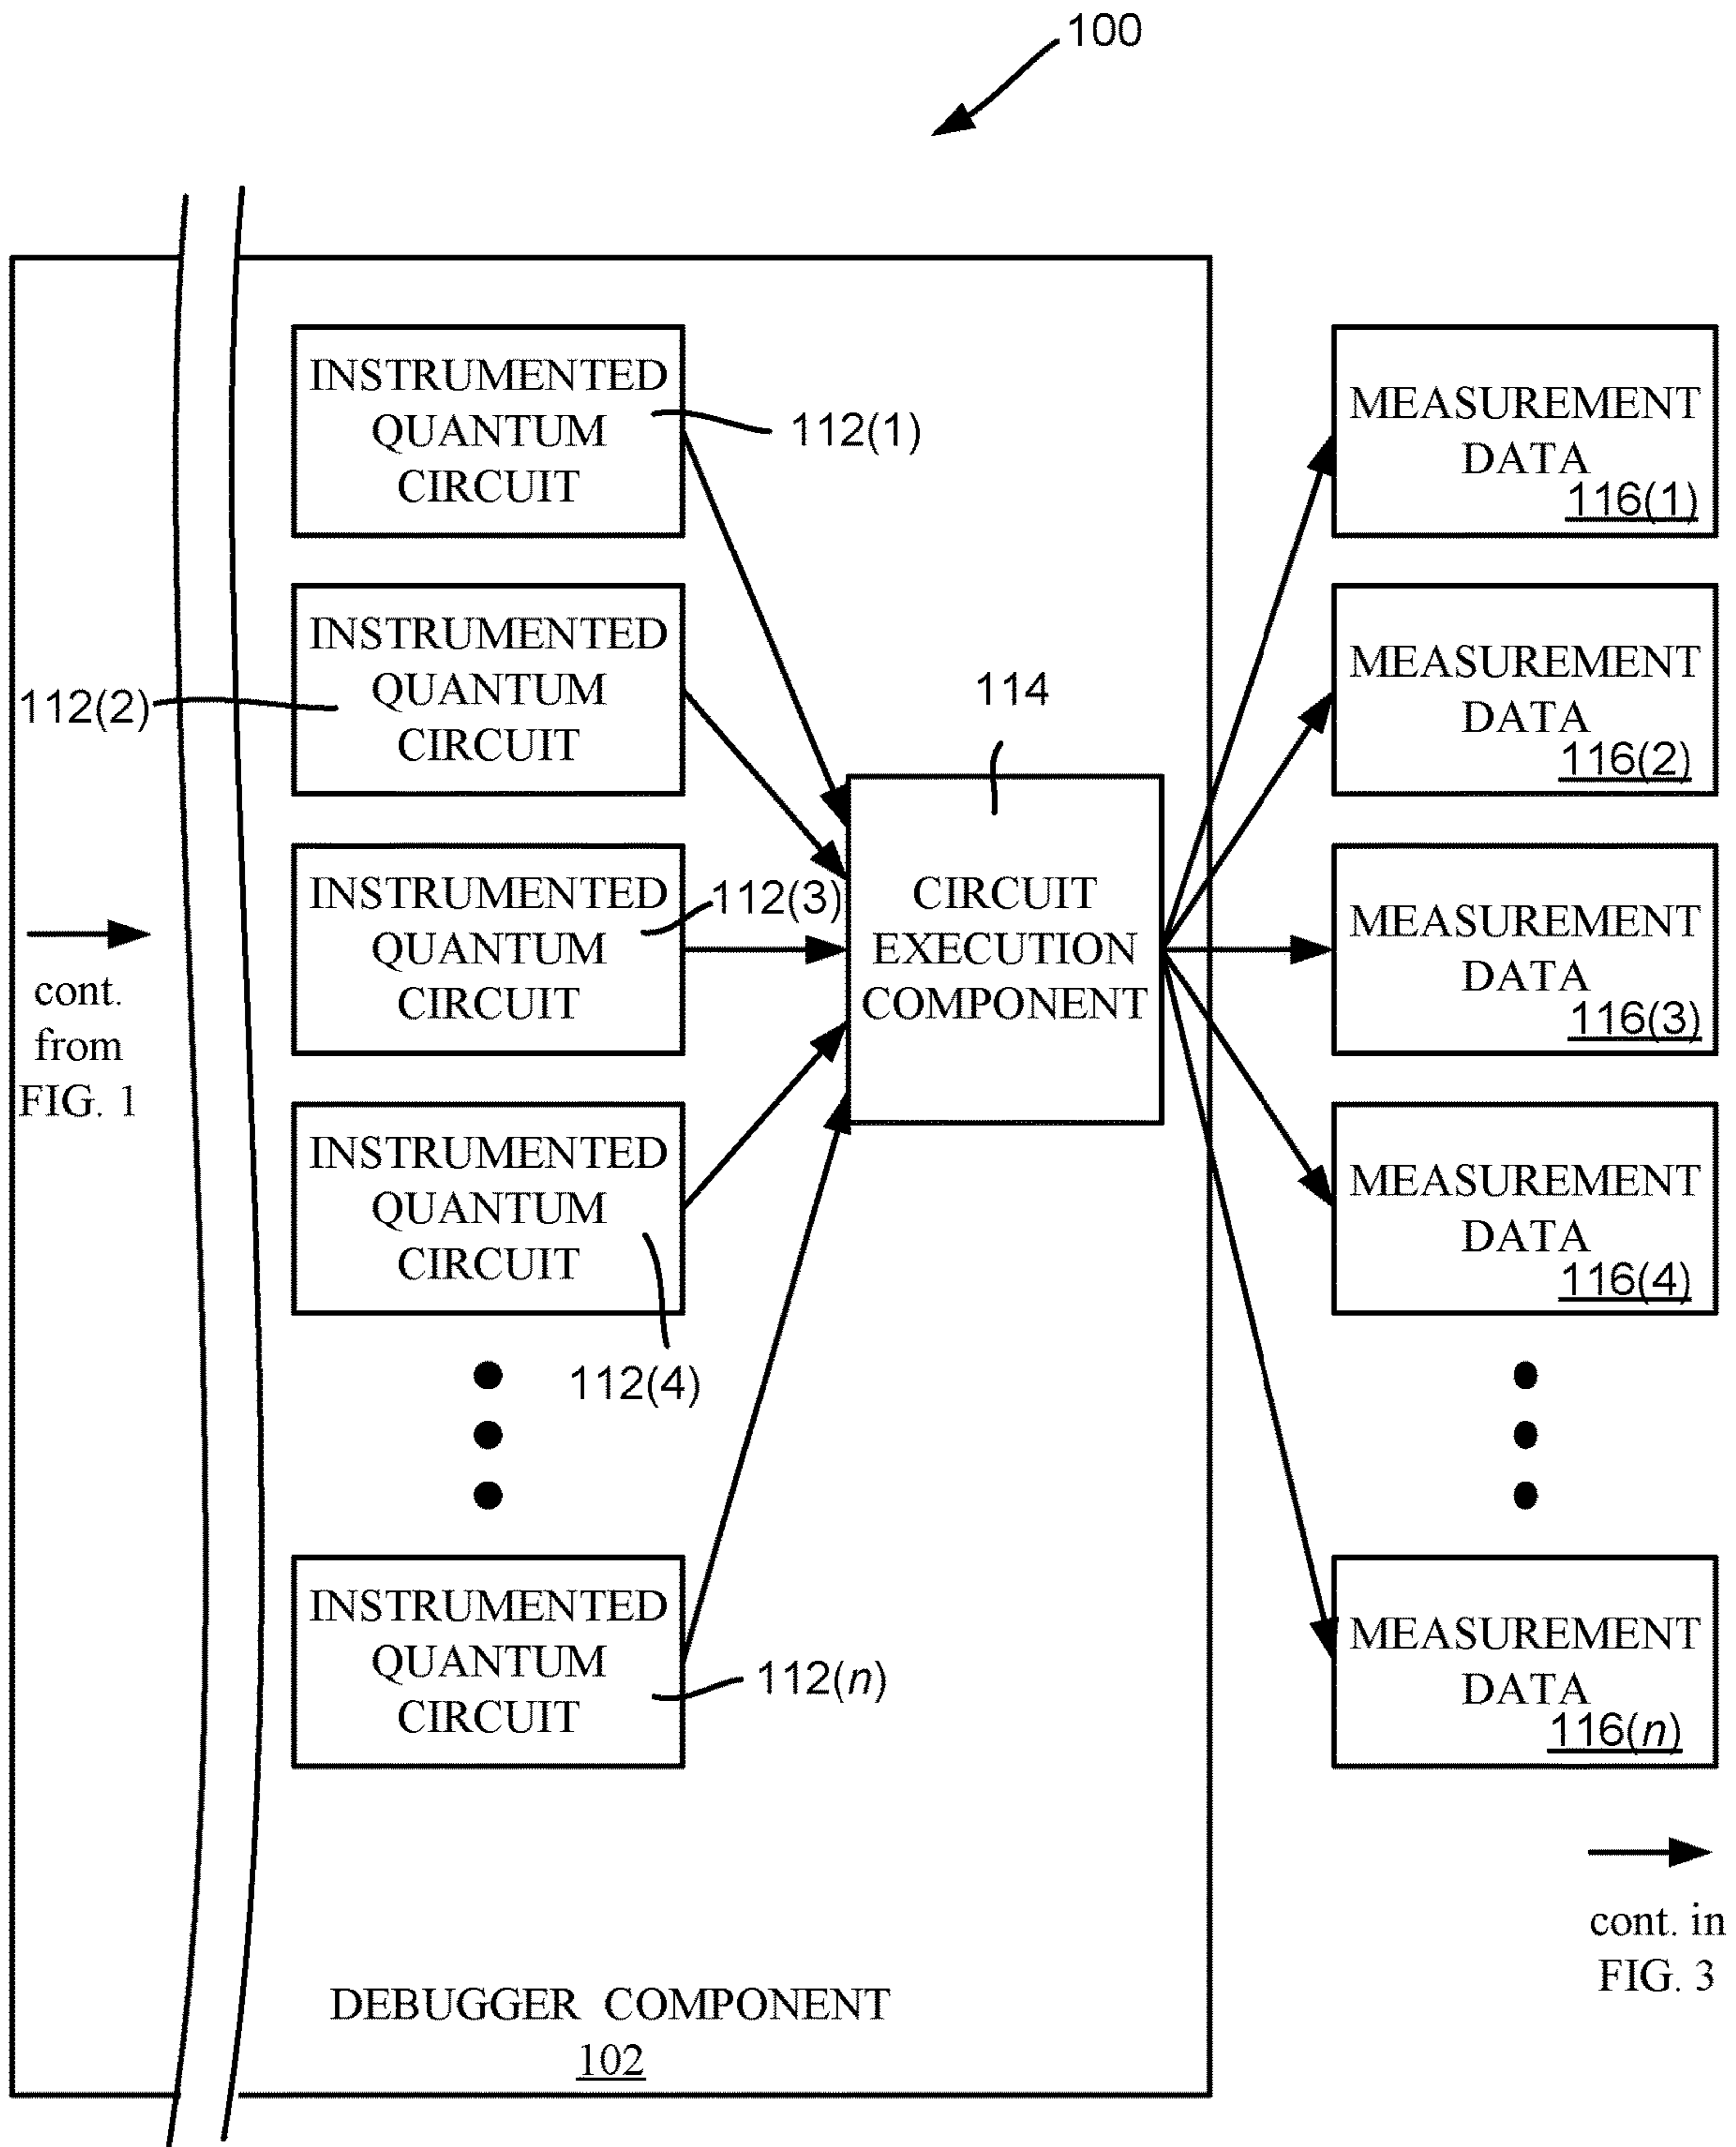 100
INSTRUMENTED
QUANTUM
CIRCUIT
112(1)
MEASUREMENT
DATA
116(1)
INSTRUMENTED
QUANTUM
CIRCUIT
112(2)
MEASUREMENT
DATA
116(2)
114
INSTRUMENTED
QUANTUM
CIRCUIT
112(3)
CIRCUIT
EXECUTION
COMPONENT
MEASUREMENT
DATA
116(3)
cont.
from
FIG. 1
INSTRUMENTED
QUANTUM
CIRCUIT
112(4)
MEASUREMENT
DATA
116(4)
INSTRUMENTED
QUANTUM
CIRCUIT
112(n)
MEASUREMENT
DATA
116(n)
cont. in
FIG. 3
DEBUGGER COMPONENT
102